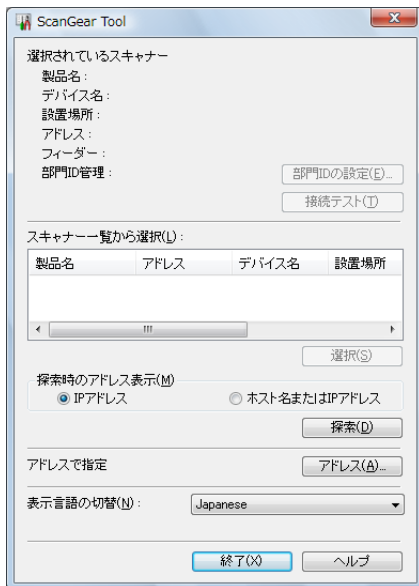 ScanGear Tool
選択されているスキャナー
製品名:
デバイス名:
設置場所:
アドレス:
フィーダー:
部門ID管理:
部門IDの設定(E)...
接続テスト(T)
スキャナー一覧から選択(L):
製品名 アドレス デバイス名 設置場所
選択(S)
探索時のアドレス表示(M)
IPアドレス ホスト名またはIPアドレス
探索(D)
アドレスで指定 アドレス(A)...
表示言語の切替(N): Japanese
終了(X) ヘルプ